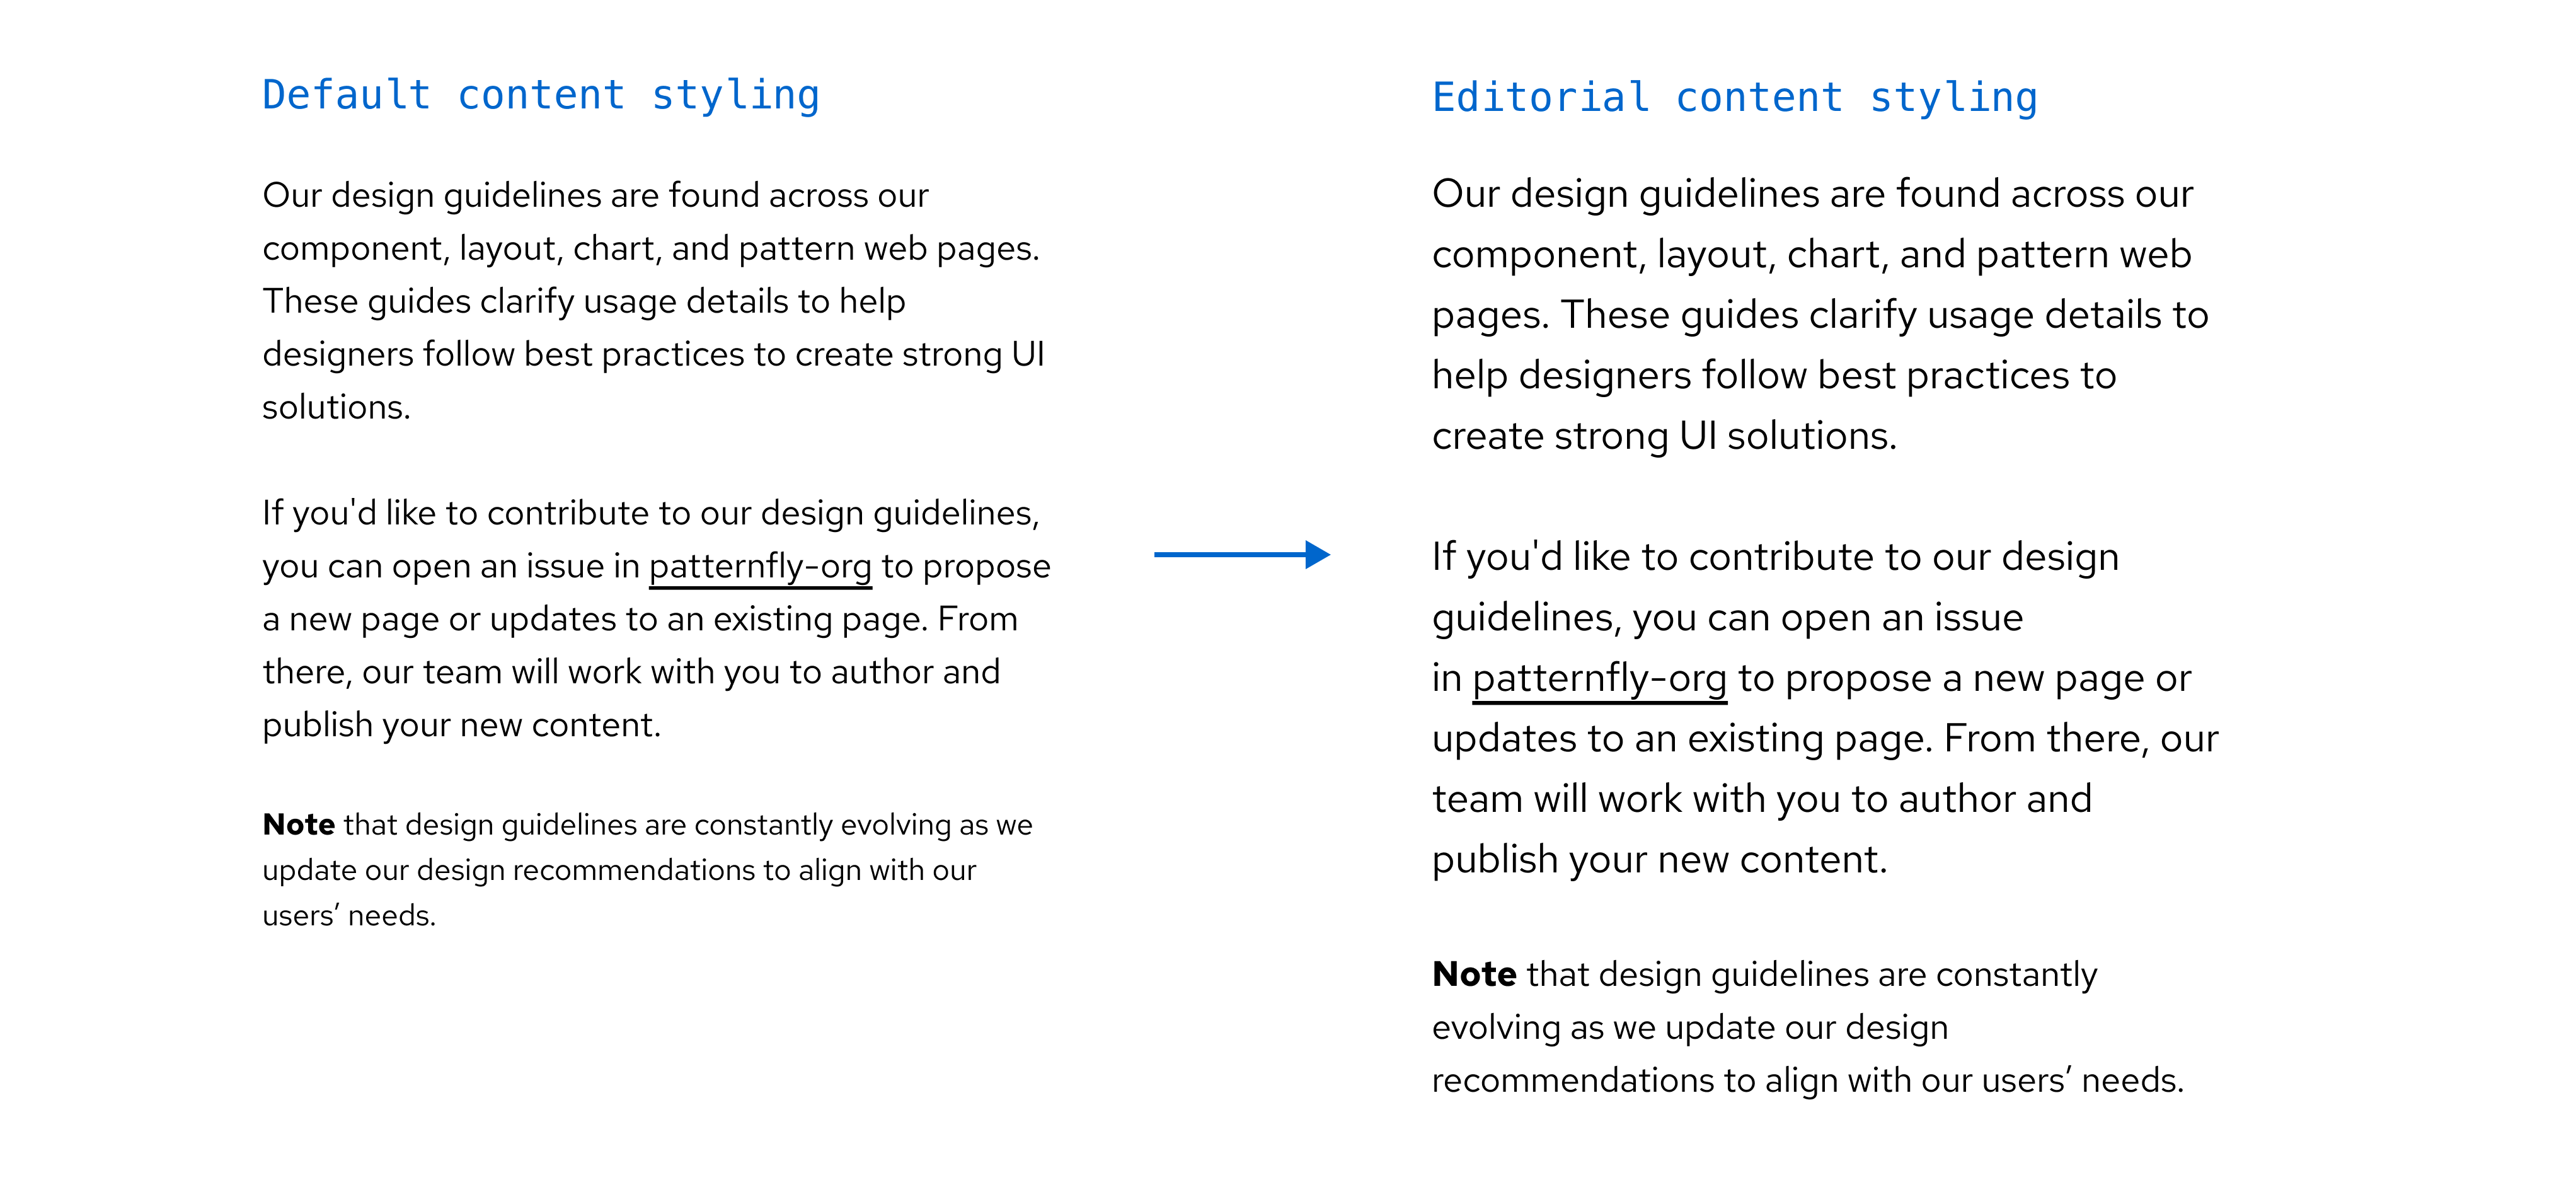 Default content styling
Our design guidelines are found across our
component, layout, chart, and pattern web pages.
These guides clarify usage details to help
designers follow best practices to create strong UI
solutions.
If you'd like to contribute to our design guidelines,
you can open an issue in patternfly-org to propose
a new page or updates to an existing page. From
there, our team will work with you to author and
publish your new content.
Note that design guidelines are constantly evolving as we
update our design recommendations to align with our
users’ needs.
Editorial content styling
Our design guidelines are found across our
component, layout, chart, and pattern web
pages. These guides clarify usage details to
help designers follow best practices to
create strong UI solutions.
If you'd like to contribute to our design
guidelines, you can open an issue
in patternfly-org to propose a new page or
updates to an existing page. From there, our
team will work with you to author and
publish your new content.
Note that design guidelines are constantly
evolving as we update our design
recommendations to align with our users’ needs.